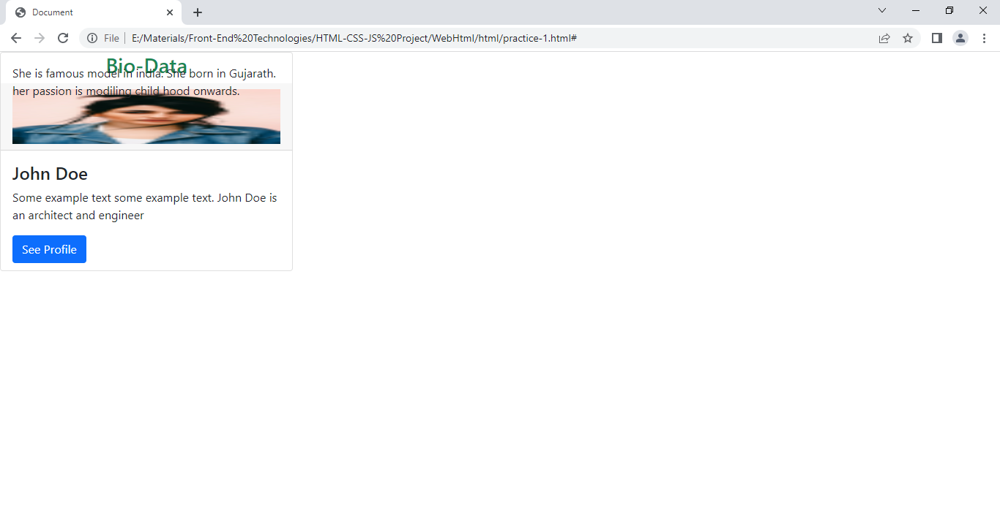 Document
File
E:/Materials/Front-End%20Technologies/HTML-CSS-JS%20Project/WebHtml/html/practice-1.html#
Bio-Data
She is famous model in india. She born in Gujarath.
her passion is modiling child hood onwards.
John Doe
Some example text some example text. John Doe is
an architect and engineer
See Profile